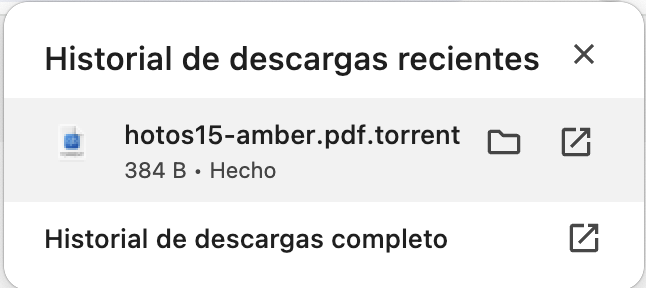 Historial de descargas recientes
hotos15-amber.pdf.torrent
384 B • Hecho
Historial de descargas completo